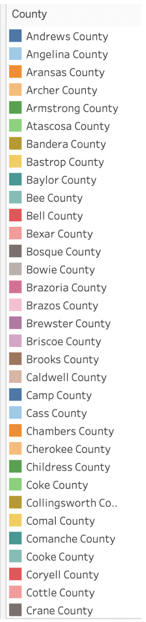 County
Andrews County
Angelina County
Aransas County
Archer County
Armstrong County
Atascosa County
Bandera County
Bastrop County
Baylor County
Bee County
Bell County
Bexar County
Bosque County
Bowie County
Brazoria County
Brazos County
Brewster County
Briscoe County
Brooks County
Caldwell County
Camp County
Cass County
Chambers County
Cherokee County
Childress County
Coke County
Collingsworth Co..
Comal County
Comanche County
Cooke County
Coryell County
Cottle County
Crane County